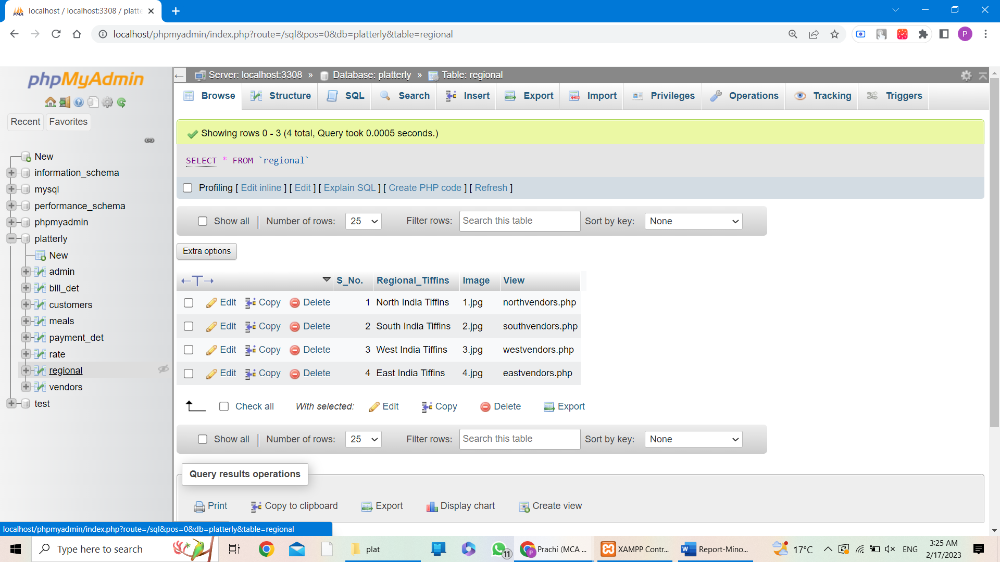 localhost / localhost:3308 / platte
localhost/phpmyadmin/index.php?route=/sql&pos=0&db=platterly&table=regional
P
phpMyAdmin
Recent Favorites
New
information_schema
mysql
performance_schema
phpmyadmin
platterly
New
admin
bill_det
customers
meals
payment_det
rate
regional
vendors
test
Server: localhost:3308 » Database: platterly » Table: regional
Browse Structure SQL Search Insert Export Import Privileges Operations Tracking Triggers
Showing rows 0 - 3 (4 total, Query took 0.0005 seconds.)
SELECT * FROM `regional`
Profiling [ Edit inline ] [ Edit ] [ Explain SQL ] [ Create PHP code ] [ Refresh ]
Show all Number of rows: 25 Filter rows: Search this table Sort by key: None
Extra options
S_No. Regional_Tiffins Image View
Edit Copy Delete 1 North India Tiffins 1.jpg northvendors.php
Edit Copy Delete 2 South India Tiffins 2.jpg southvendors.php
Edit Copy Delete 3 West India Tiffins 3.jpg westvendors.php
Edit Copy Delete 4 East India Tiffins 4.jpg eastvendors.php
Check all With selected: Edit Copy Delete Export
Show all Number of rows: 25 Filter rows: Search this table Sort by key: None
Query results operations
Print Copy to clipboard Export Display chart Create view
localhost/phpmyadmin/index.php?route=/sql&pos=0&db=platterly&table=regional
Type here to search
plat
11
Prachi (MCA ...
XAMPP Contr...
Report-Mino...
17°C
ENG
3:25 AM
2/17/2023